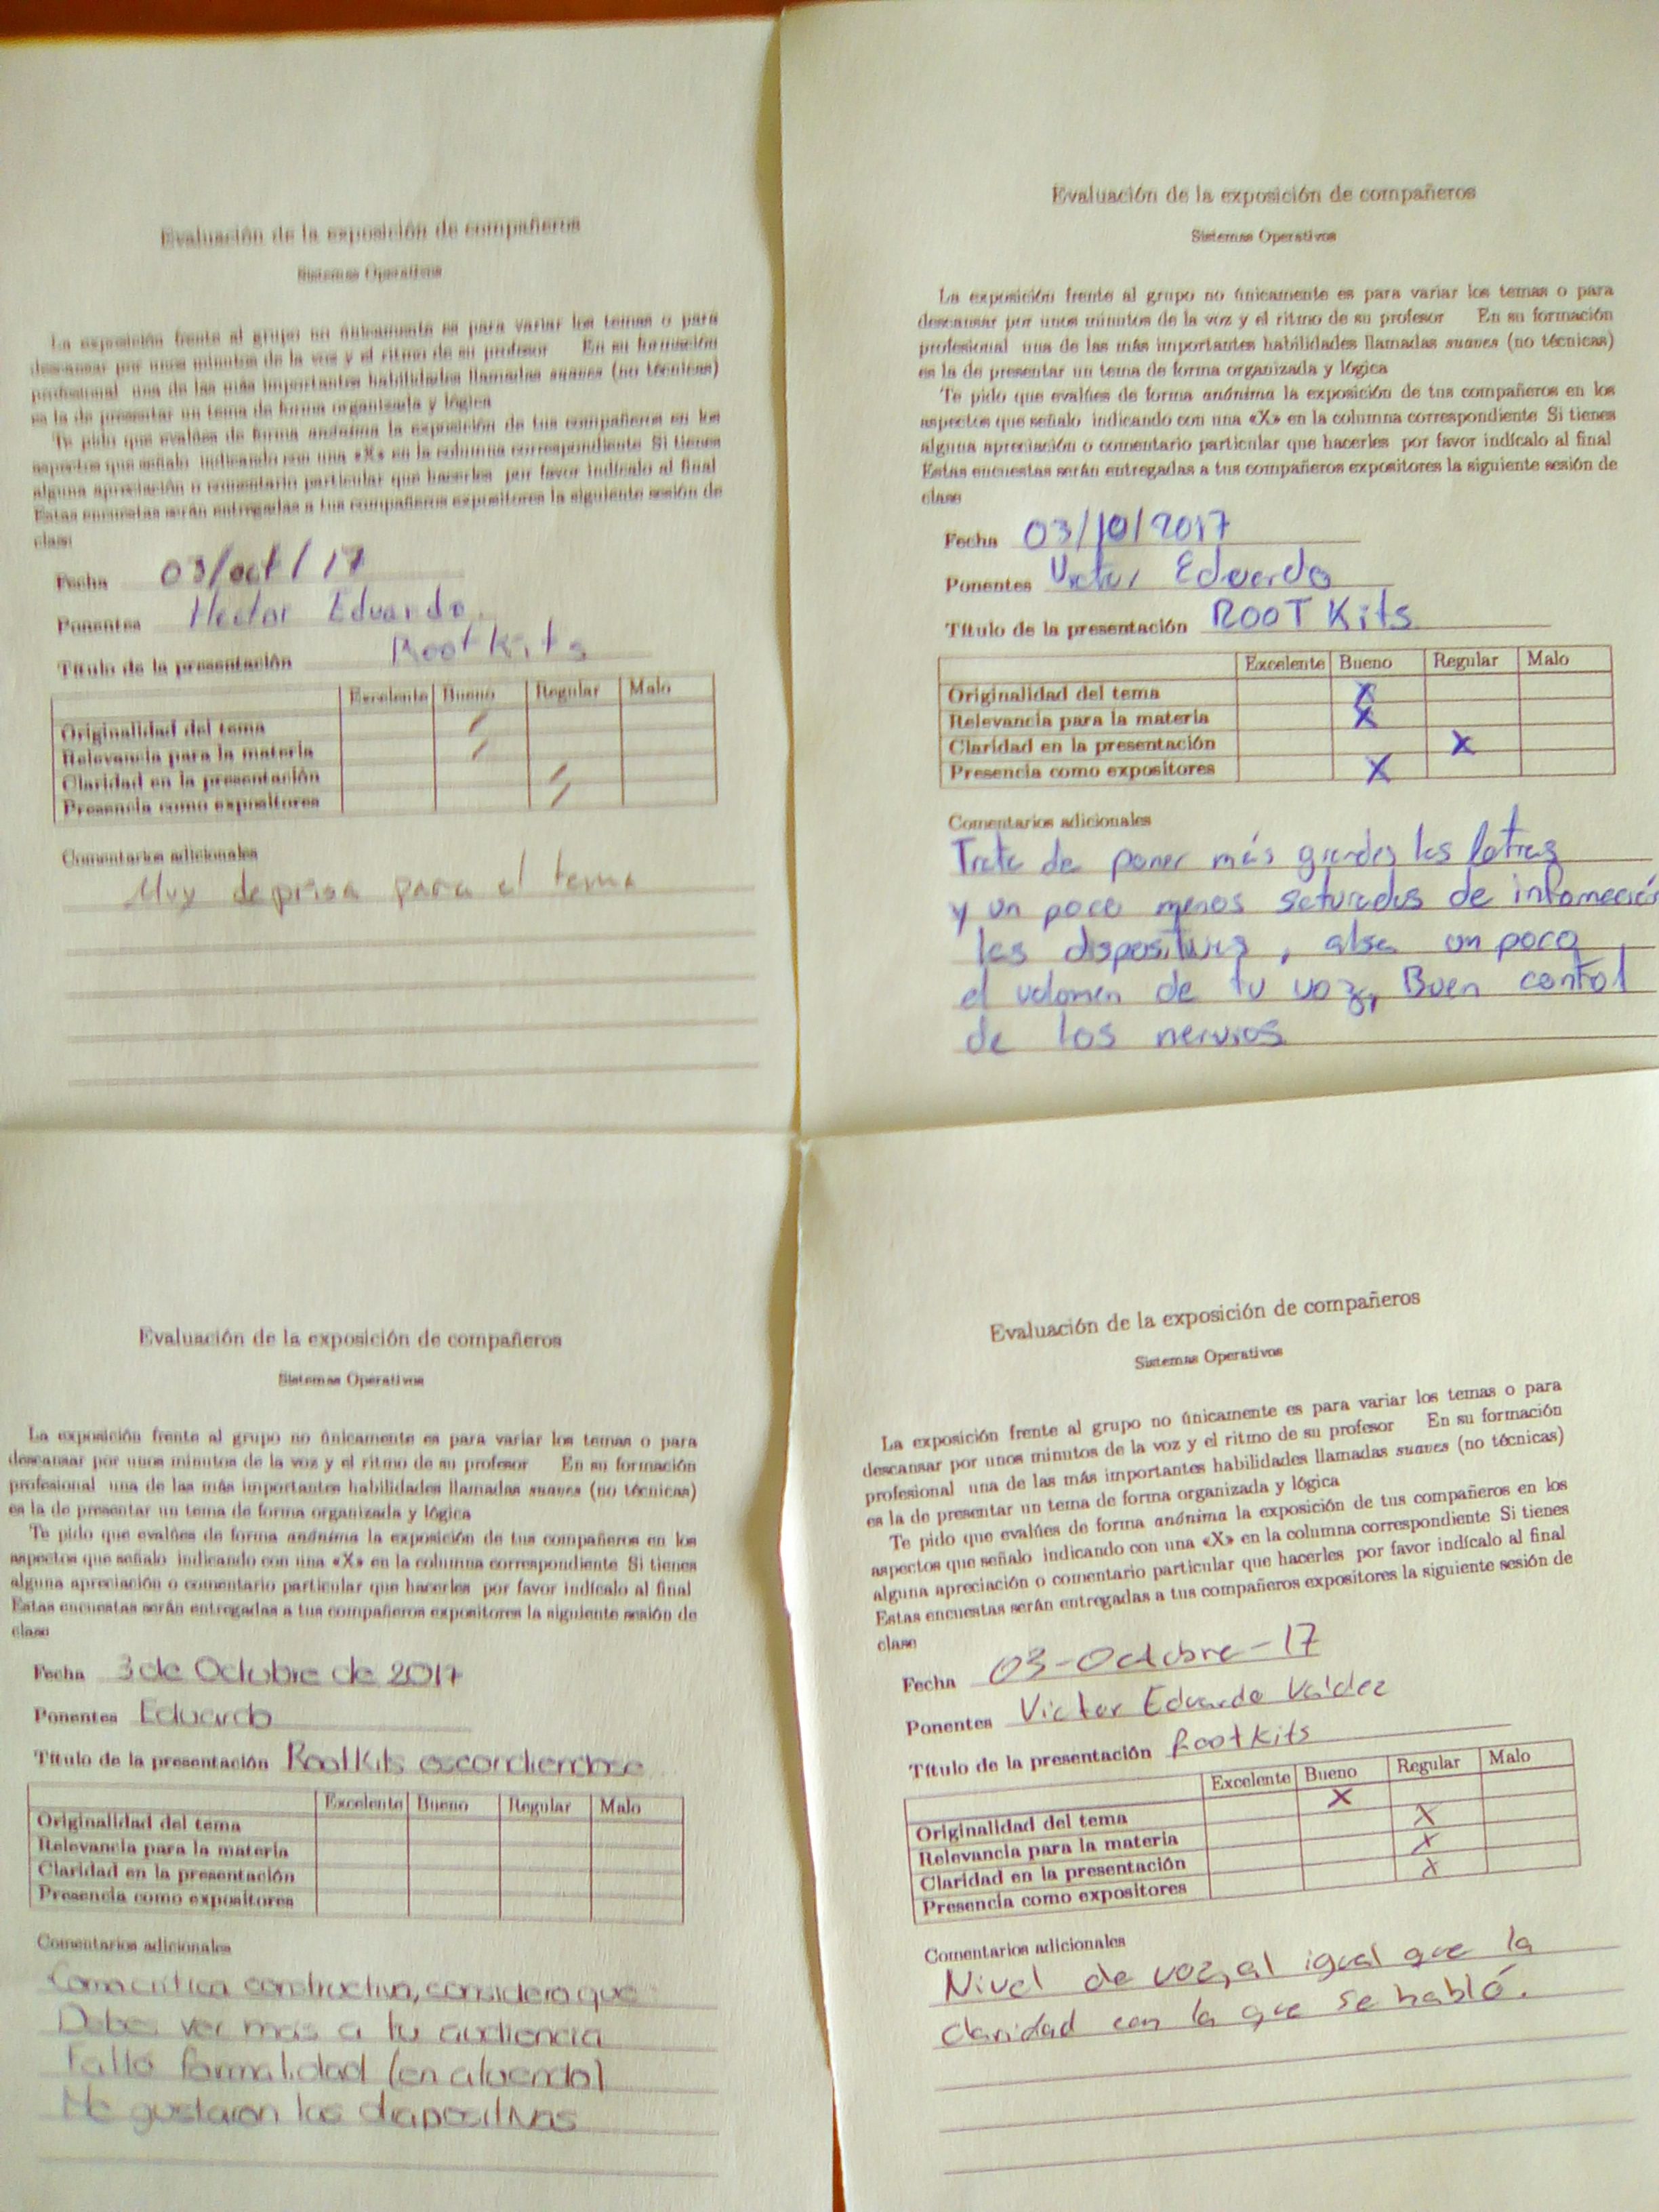 Evaluación de la exposición de compañeros
Sistemas Operativos
La exposición frente al grupo no únicamente es para variar los temas o para
descansar por unos minutos de la voz y el ritmo de su profesor En su formación
profesional una de las más importantes habilidades llamadas suaves (no técnicas)
es la de presentar un tema de forma organizada y lógica
Te pido que evalúes de forma anónima la exposición de tus compañeros en los
aspectos que señalo indicando con una «X» en la columna correspondiente Si tienes
alguna apreciación o comentario particular que hacerles por favor indícalo al final
Estas encuestas serán entregadas a tus compañeros expositores la siguiente sesión de
clase
Fecha 03/oct/17
Ponentes Hector Eduardo.
Título de la presentación Rootkits
Excelente Bueno Regular Malo
Originalidad del tema /
Relevancia para la materia /
Claridad en la presentación /
Presencia como expositores /
Comentarios adicionales
Muy deprisa para el tema
Evaluación de la exposición de compañeros
Sistemas Operativos
La exposición frente al grupo no únicamente es para variar los temas o para
descansar por unos minutos de la voz y el ritmo de su profesor En su formación
profesional una de las más importantes habilidades llamadas suaves (no técnicas)
es la de presentar un tema de forma organizada y lógica
Te pido que evalúes de forma anónima la exposición de tus compañeros en los
aspectos que señalo indicando con una «X» en la columna correspondiente Si tienes
alguna apreciación o comentario particular que hacerles por favor indícalo al final
Estas encuestas serán entregadas a tus compañeros expositores la siguiente sesión de
clase
Fecha 03/10/2017
Ponentes Victor Eduardo
Título de la presentación ROOT Kits
Excelente Bueno Regular Malo
Originalidad del tema X
Relevancia para la materia X
Claridad en la presentación X
Presencia como expositores X
Comentarios adicionales
Trata de poner más grandes las letras
y un poco menos saturadas de infomación
las dispositivas, alsa un poco
el volomen de tu voz, Buen control
de los nervios
Evaluación de la exposición de compañeros
Sistemas Operativos
La exposición frente al grupo no únicamente es para variar los temas o para
descansar por unos minutos de la voz y el ritmo de su profesor En su formación
profesional una de las más importantes habilidades llamadas suaves (no técnicas)
es la de presentar un tema de forma organizada y lógica
Te pido que evalúes de forma anónima la exposición de tus compañeros en los
aspectos que señalo indicando con una «X» en la columna correspondiente Si tienes
alguna apreciación o comentario particular que hacerles por favor indícalo al final
Estas encuestas serán entregadas a tus compañeros expositores la siguiente sesión de
clase
Fecha 3 de Octubre de 2017
Ponentes Eduardo
Título de la presentación RootKits escondiendose
Excelente Bueno Regular Malo
Originalidad del tema
Relevancia para la materia
Claridad en la presentación
Presencia como expositores
Comentarios adicionales
Como crítica constructiva, considero que
Debes ver más a tu audiencia
Faltó formalidad (en atuendo)
Me gustaron las diapositivas
Evaluación de la exposición de compañeros
Sistemas Operativos
La exposición frente al grupo no únicamente es para variar los temas o para
descansar por unos minutos de la voz y el ritmo de su profesor En su formación
profesional una de las más importantes habilidades llamadas suaves (no técnicas)
es la de presentar un tema de forma organizada y lógica
Te pido que evalúes de forma anónima la exposición de tus compañeros en los
aspectos que señalo indicando con una «X» en la columna correspondiente Si tienes
alguna apreciación o comentario particular que hacerles por favor indícalo al final
Estas encuestas serán entregadas a tus compañeros expositores la siguiente sesión de
clase
Fecha 03-Octubre-17
Ponentes Victor Eduardo Valdez
Título de la presentación Rootkits
Excelente Bueno Regular Malo
Originalidad del tema X
Relevancia para la materia X
Claridad en la presentación X
Presencia como expositores X
Comentarios adicionales
Nivel de voz, al igual que la
claridad con la que se habló.